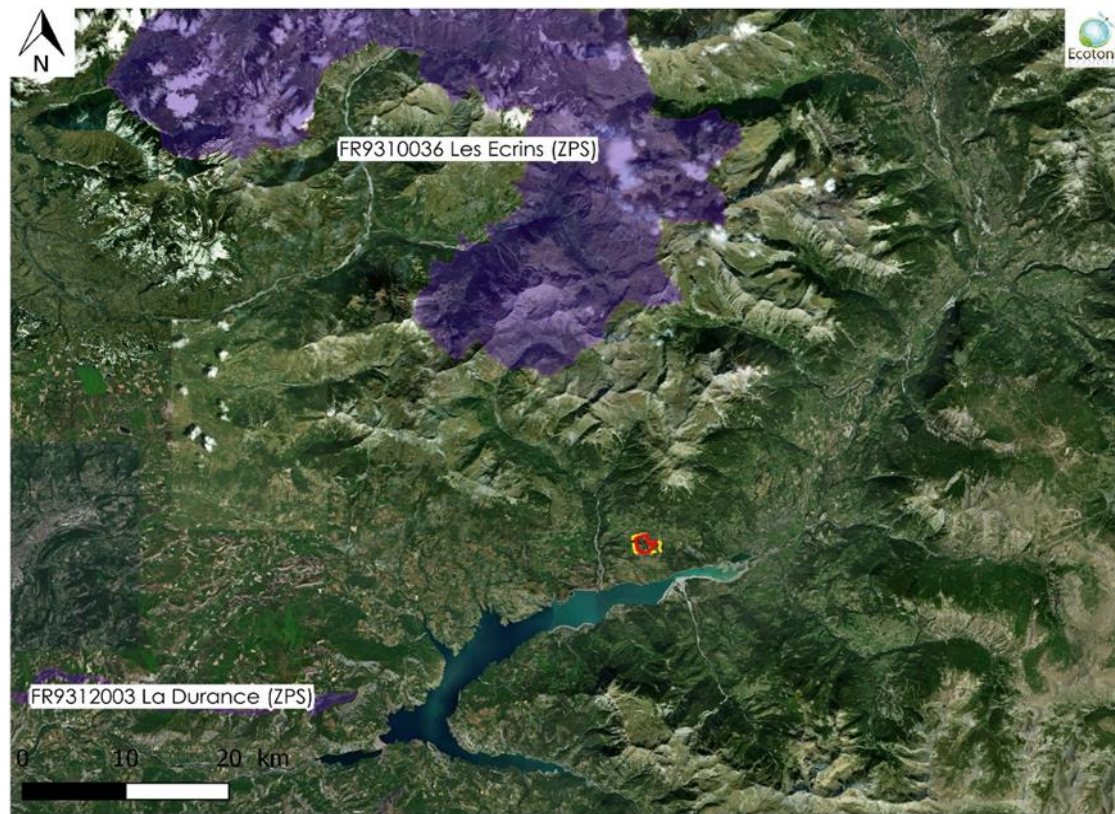 N
Ecoton
FR9310036 Les Ecrins (ZPS)
FR9312003 La Durance (ZPS)
0 10 20 km